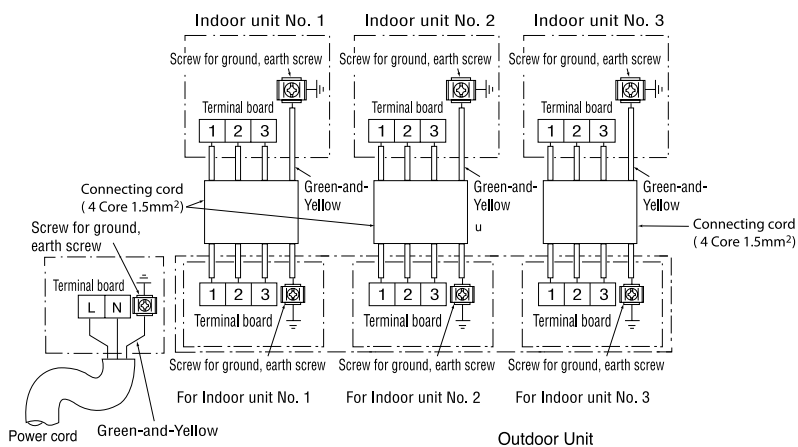 Indoor unit No. 1
Indoor unit No. 2
Indoor unit No. 3
Screw for ground, earth screw
Screw for ground, earth screw
Screw for ground, earth screw
Terminal board
Terminal board
Terminal board
1 2 3
1 2 3
1 2 3
Connecting cord
( 4 Core 1.5mm²)
Green-and-
Yellow
Green-and-
Yellow
u
Green-and-
Yellow
Connecting cord
( 4 Core 1.5mm²)
Screw for ground,
earth screw
Terminal board
L N
1 2 3
1 2 3
1 2 3
Terminal board
Terminal board
Terminal board
Screw for ground, earth screw
Screw for ground, earth screw
Screw for ground, earth screw
For Indoor unit No. 1
For Indoor unit No. 2
For Indoor unit No. 3
Power cord
Green-and-Yellow
Outdoor Unit